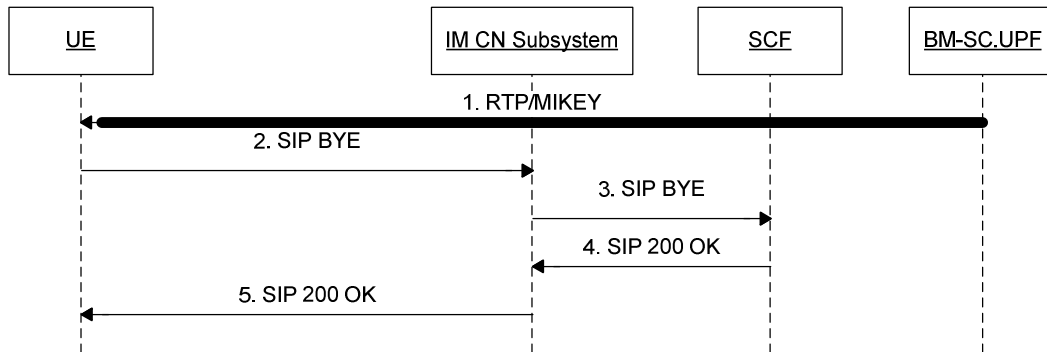 UE
IM CN Subsystem
SCF
BM-SC.UPF
1. RTP/MIKEY
2. SIP BYE
3. SIP BYE
4. SIP 200 OK
5. SIP 200 OK